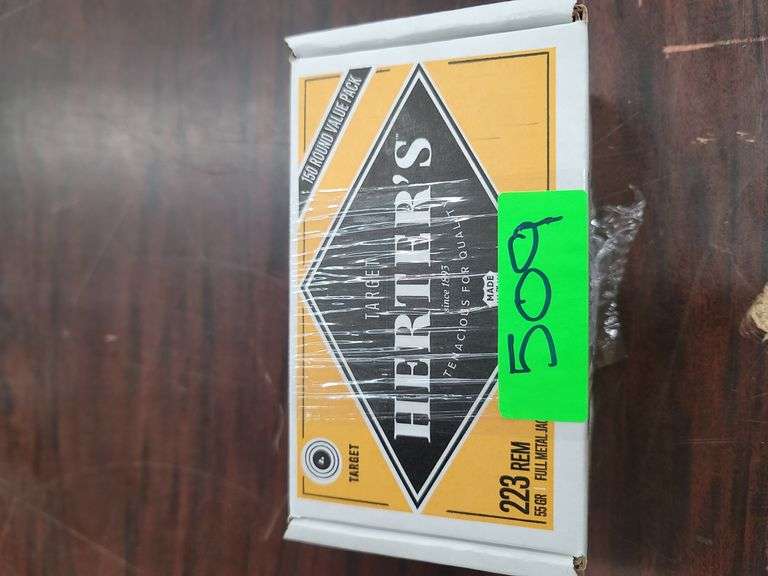 150 ROUND VALUE PACK
TARGET
HERTER'S
since 1893
TENACIOUS FOR QUALITY
MADE
TARGET
223 REM
55 GR | FULL METAL
509